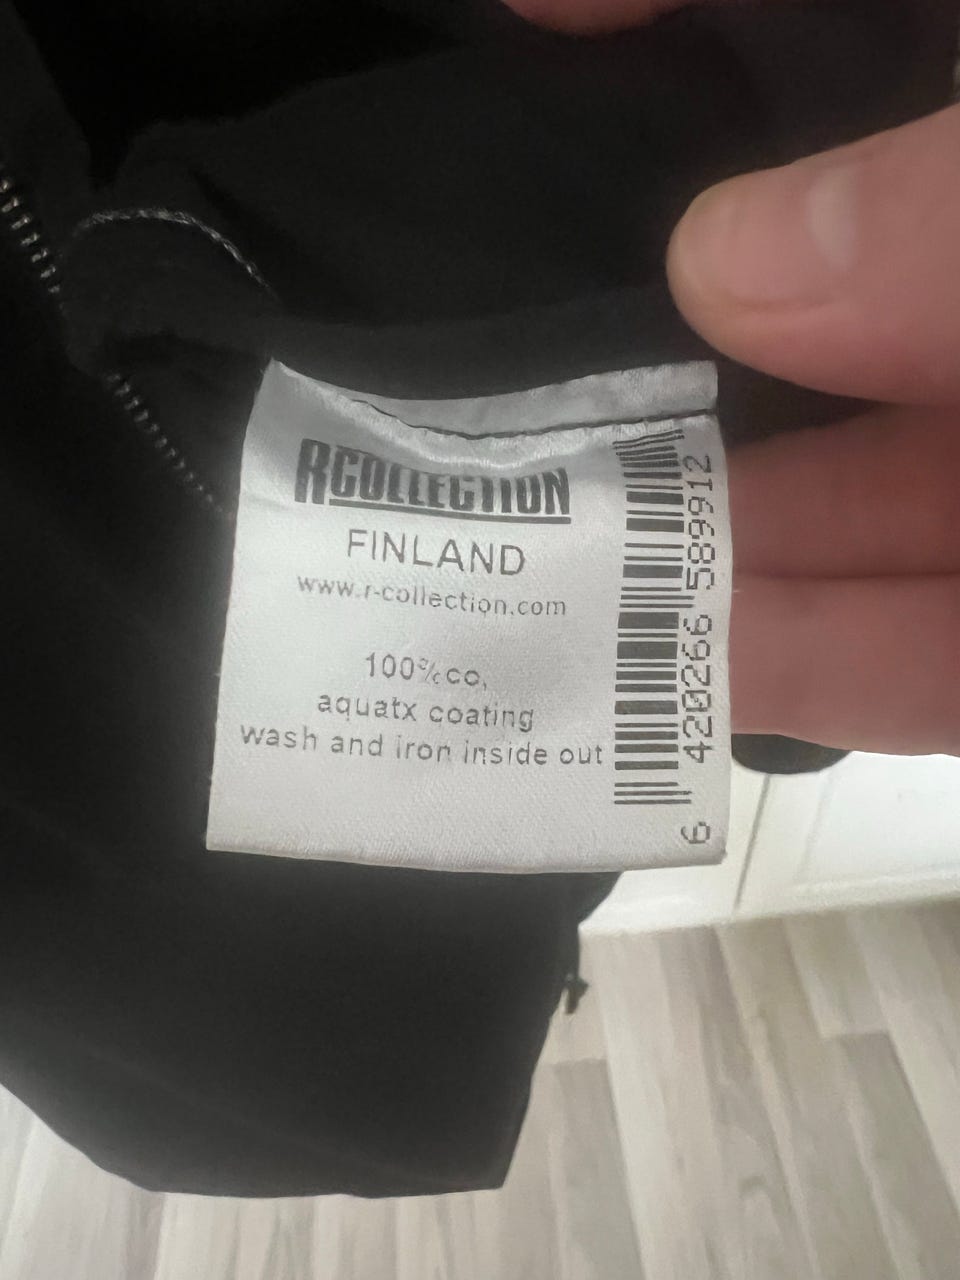 RCOLLECTION
FINLAND
www.r-collection.com
100% co,
aquatx coating
wash and iron inside out
6 420266 589912